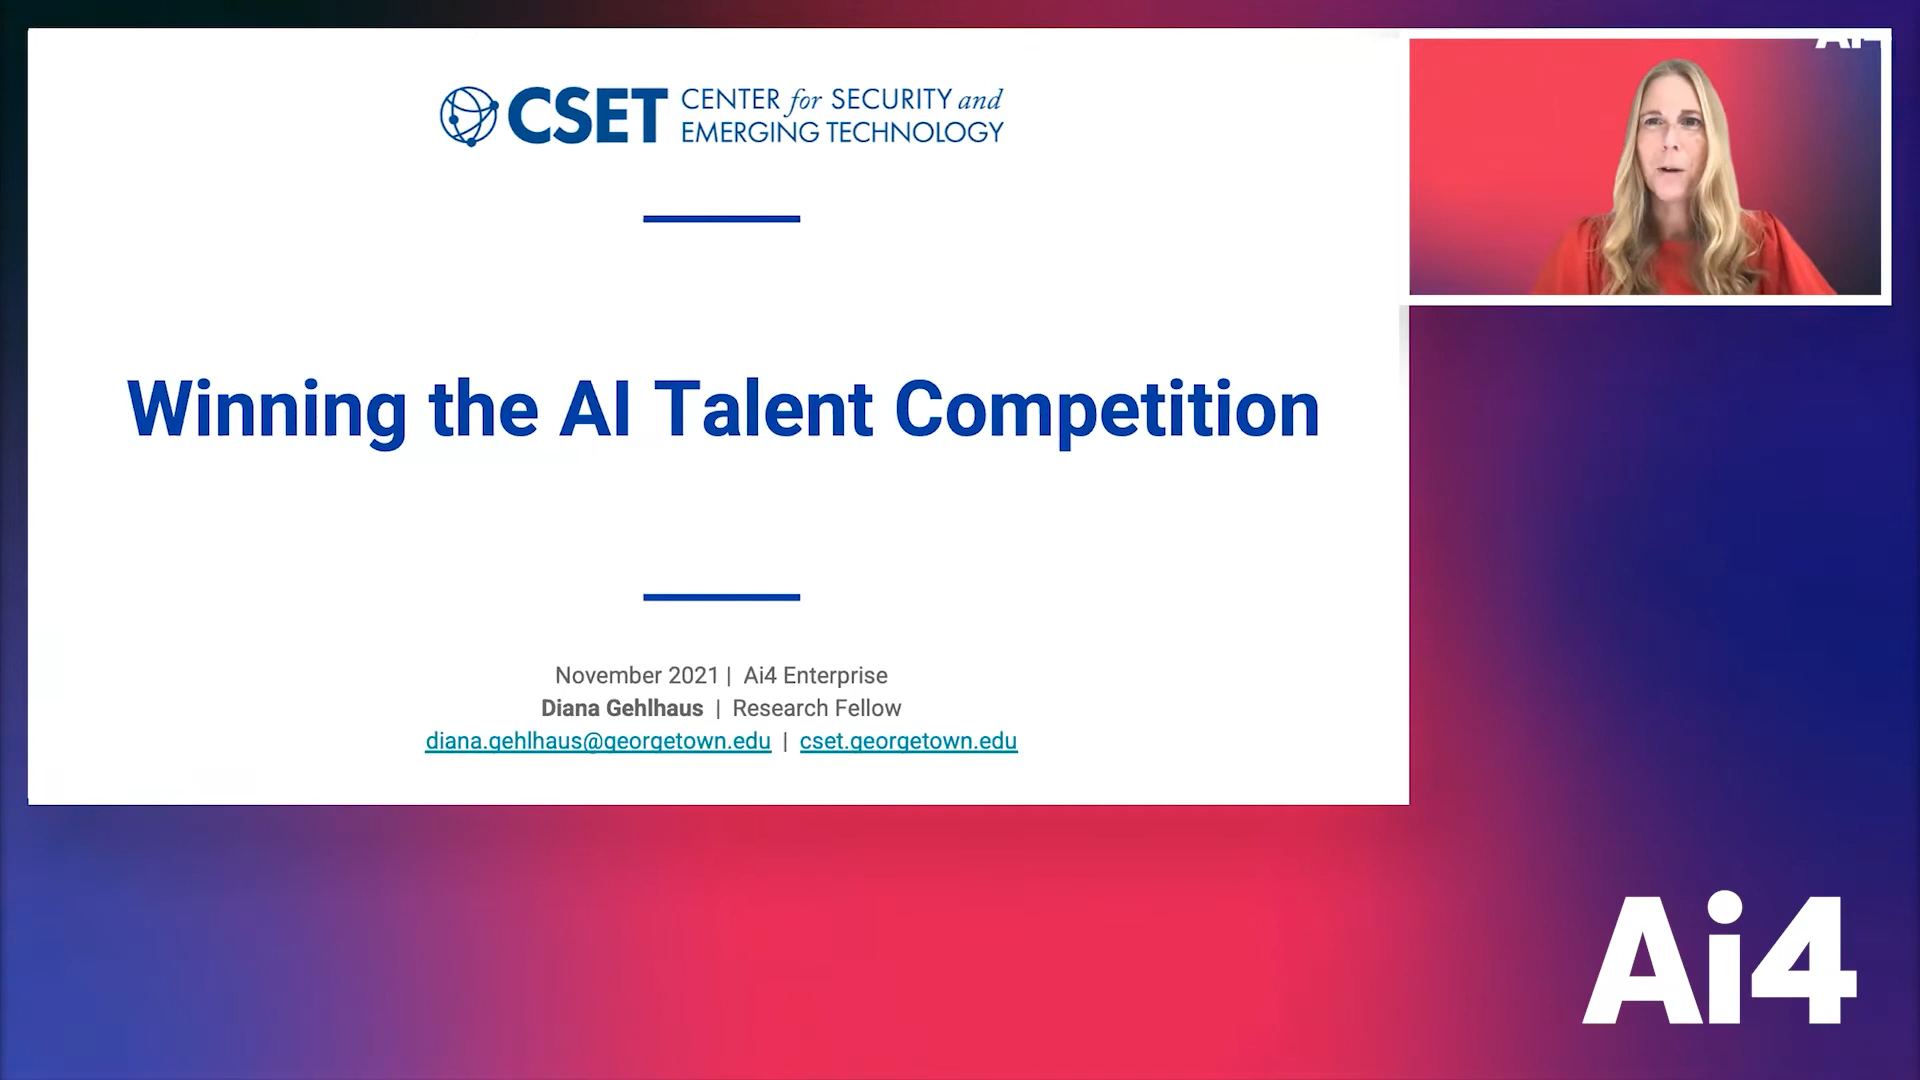 CSET CENTER for SECURITY and
EMERGING TECHNOLOGY
Winning the AI Talent Competition
November 2021 | Ai4 Enterprise
Diana Gehlhaus | Research Fellow
diana.gehlhaus@georgetown.edu | cset.georgetown.edu
Ai4
Ai4